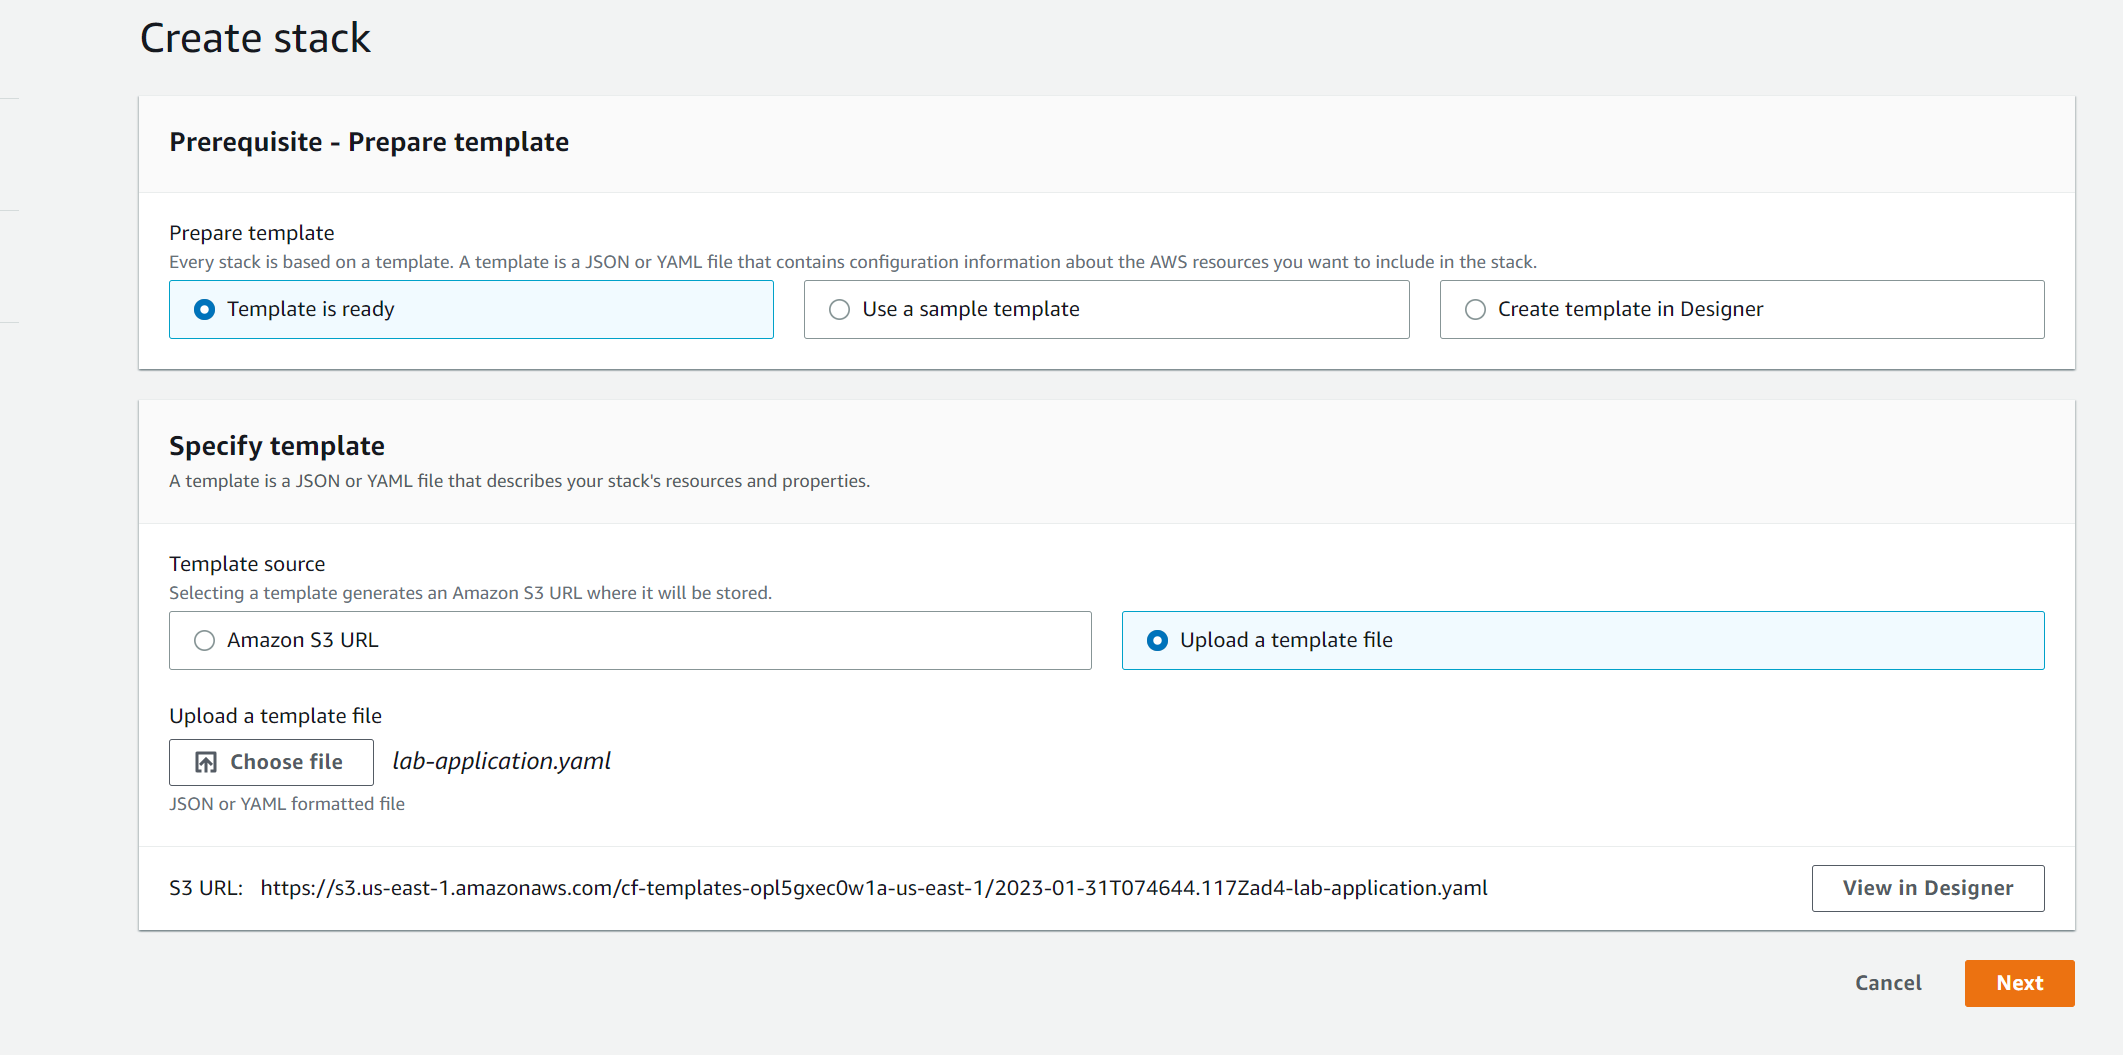 Create stack
Prerequisite - Prepare template
Prepare template
Every stack is based on a template. A template is a JSON or YAML file that contains configuration information about the AWS resources you want to include in the stack.
Template is ready
Use a sample template
Create template in Designer
Specify template
A template is a JSON or YAML file that describes your stack's resources and properties.
Template source
Selecting a template generates an Amazon S3 URL where it will be stored.
Amazon S3 URL
Upload a template file
Upload a template file
Choose file lab-application.yaml
JSON or YAML formatted file
S3 URL: https://s3.us-east-1.amazonaws.com/cf-templates-opl5gxec0w1a-us-east-1/2023-01-31T074644.117Zad4-lab-application.yaml
View in Designer
Cancel
Next